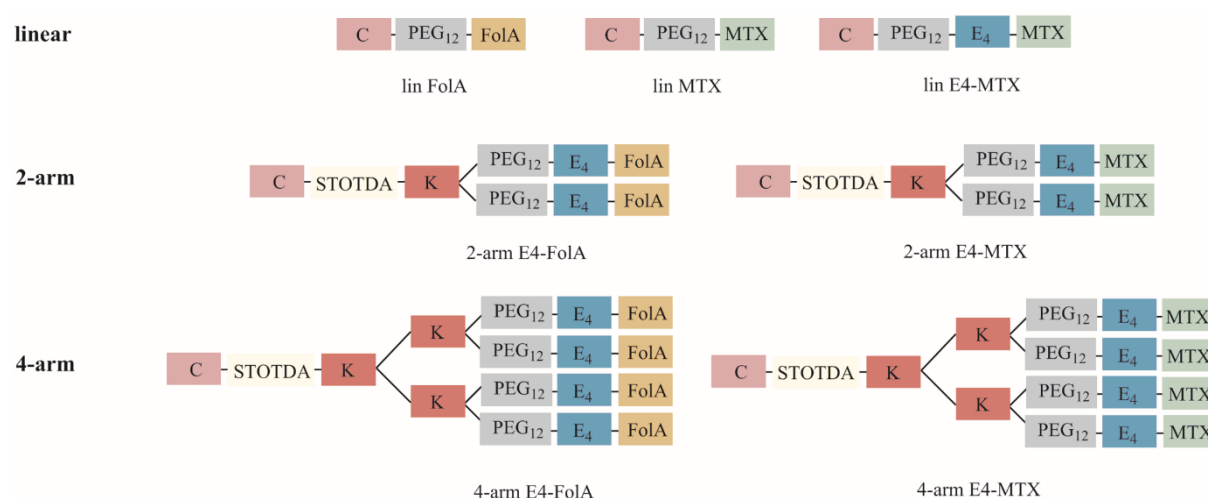 linear
C PEG₁₂ FolA C PEG₁₂ MTX C PEG₁₂ E₄ MTX
lin FolA lin MTX lin E4-MTX
2-arm
PEG₁₂ E₄ FolA PEG₁₂ E₄ MTX
C STOTDA K C STOTDA K
PEG₁₂ E₄ FolA PEG₁₂ E₄ MTX
2-arm E4-FolA 2-arm E4-MTX
4-arm
PEG₁₂ E₄ FolA PEG₁₂ E₄ MTX
K K
PEG₁₂ E₄ FolA PEG₁₂ E₄ MTX
C STOTDA K C STOTDA K
PEG₁₂ E₄ FolA PEG₁₂ E₄ MTX
K K
PEG₁₂ E₄ FolA PEG₁₂ E₄ MTX
4-arm E4-FolA 4-arm E4-MTX